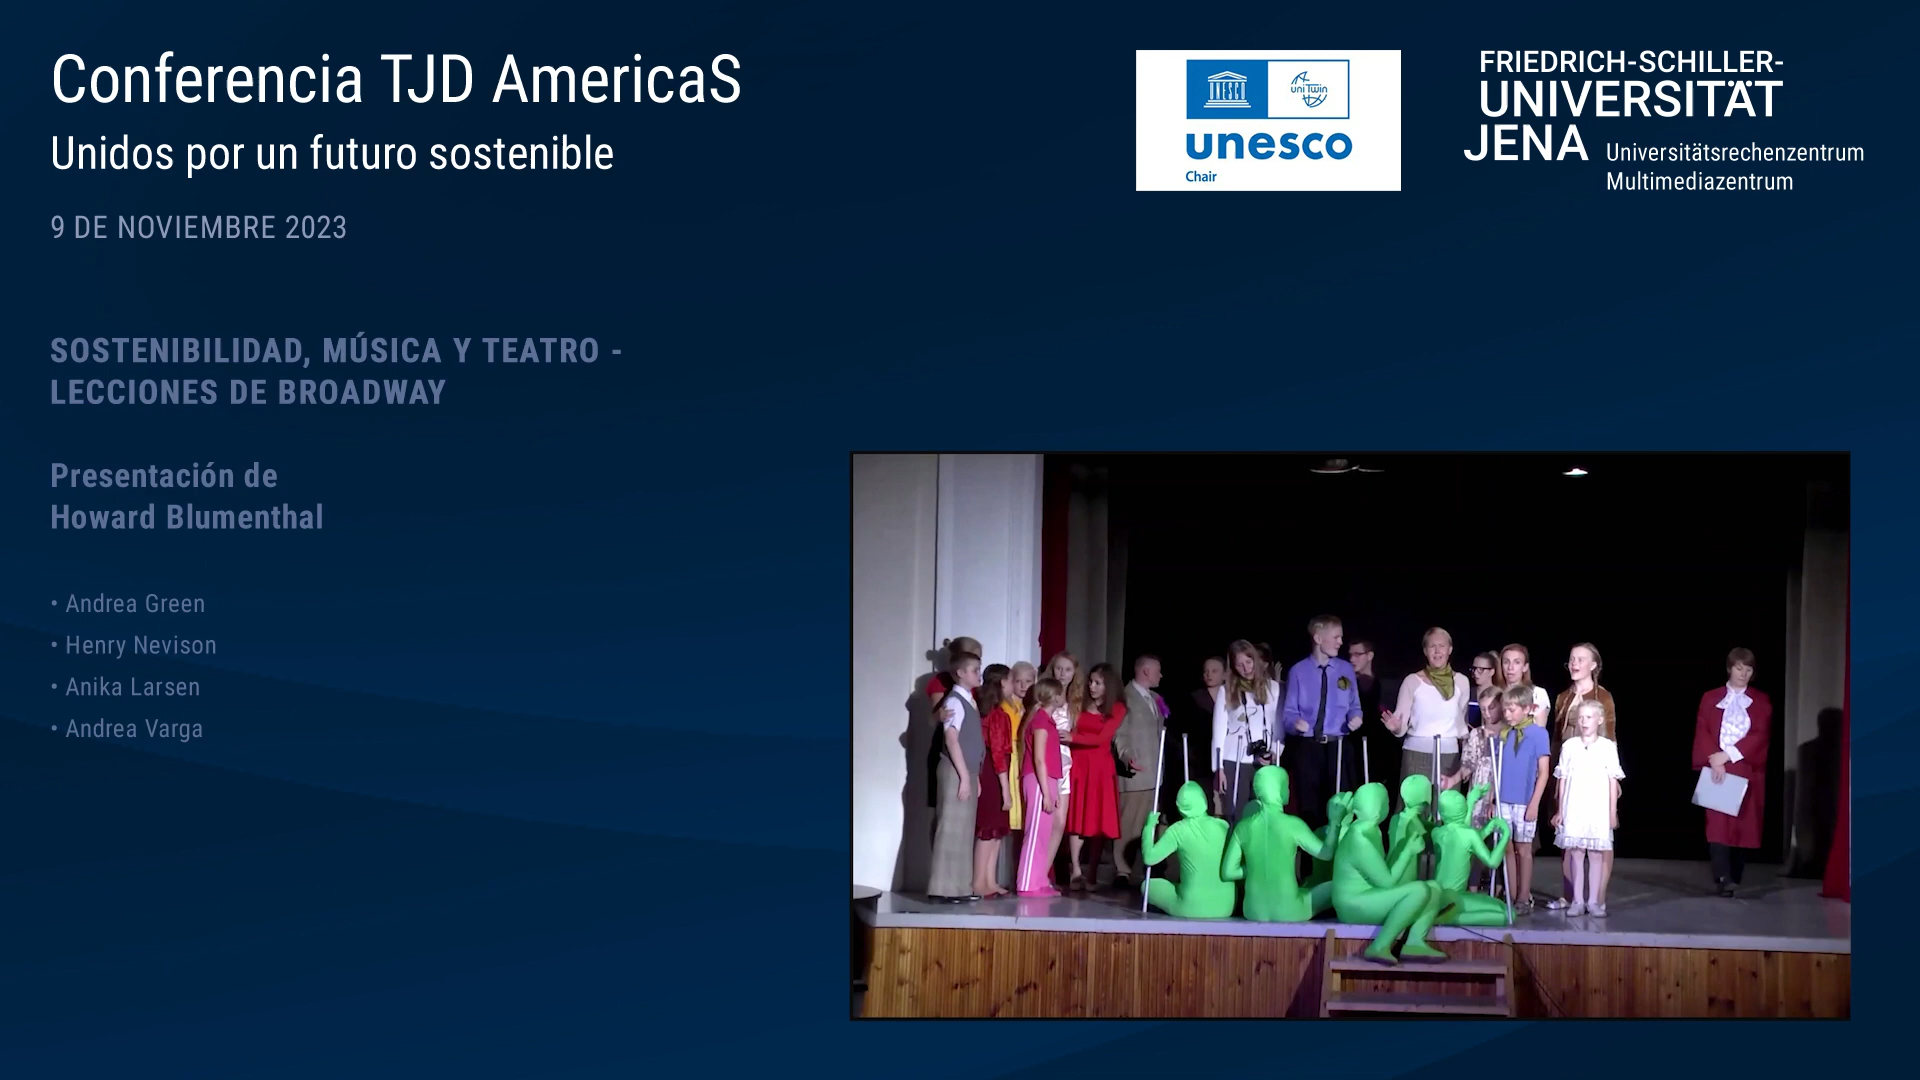 Conferencia TJD AmericaS
Unidos por un futuro sostenible
9 DE NOVIEMBRE 2023
UNESCO
uniTwin
unesco
Chair
FRIEDRICH-SCHILLER-
UNIVERSITÄT
JENA
Universitätsrechenzentrum
Multimediazentrum
SOSTENIBILIDAD, MÚSICA Y TEATRO -
LECCIONES DE BROADWAY
Presentación de
Howard Blumenthal
• Andrea Green
• Henry Nevison
• Anika Larsen
• Andrea Varga